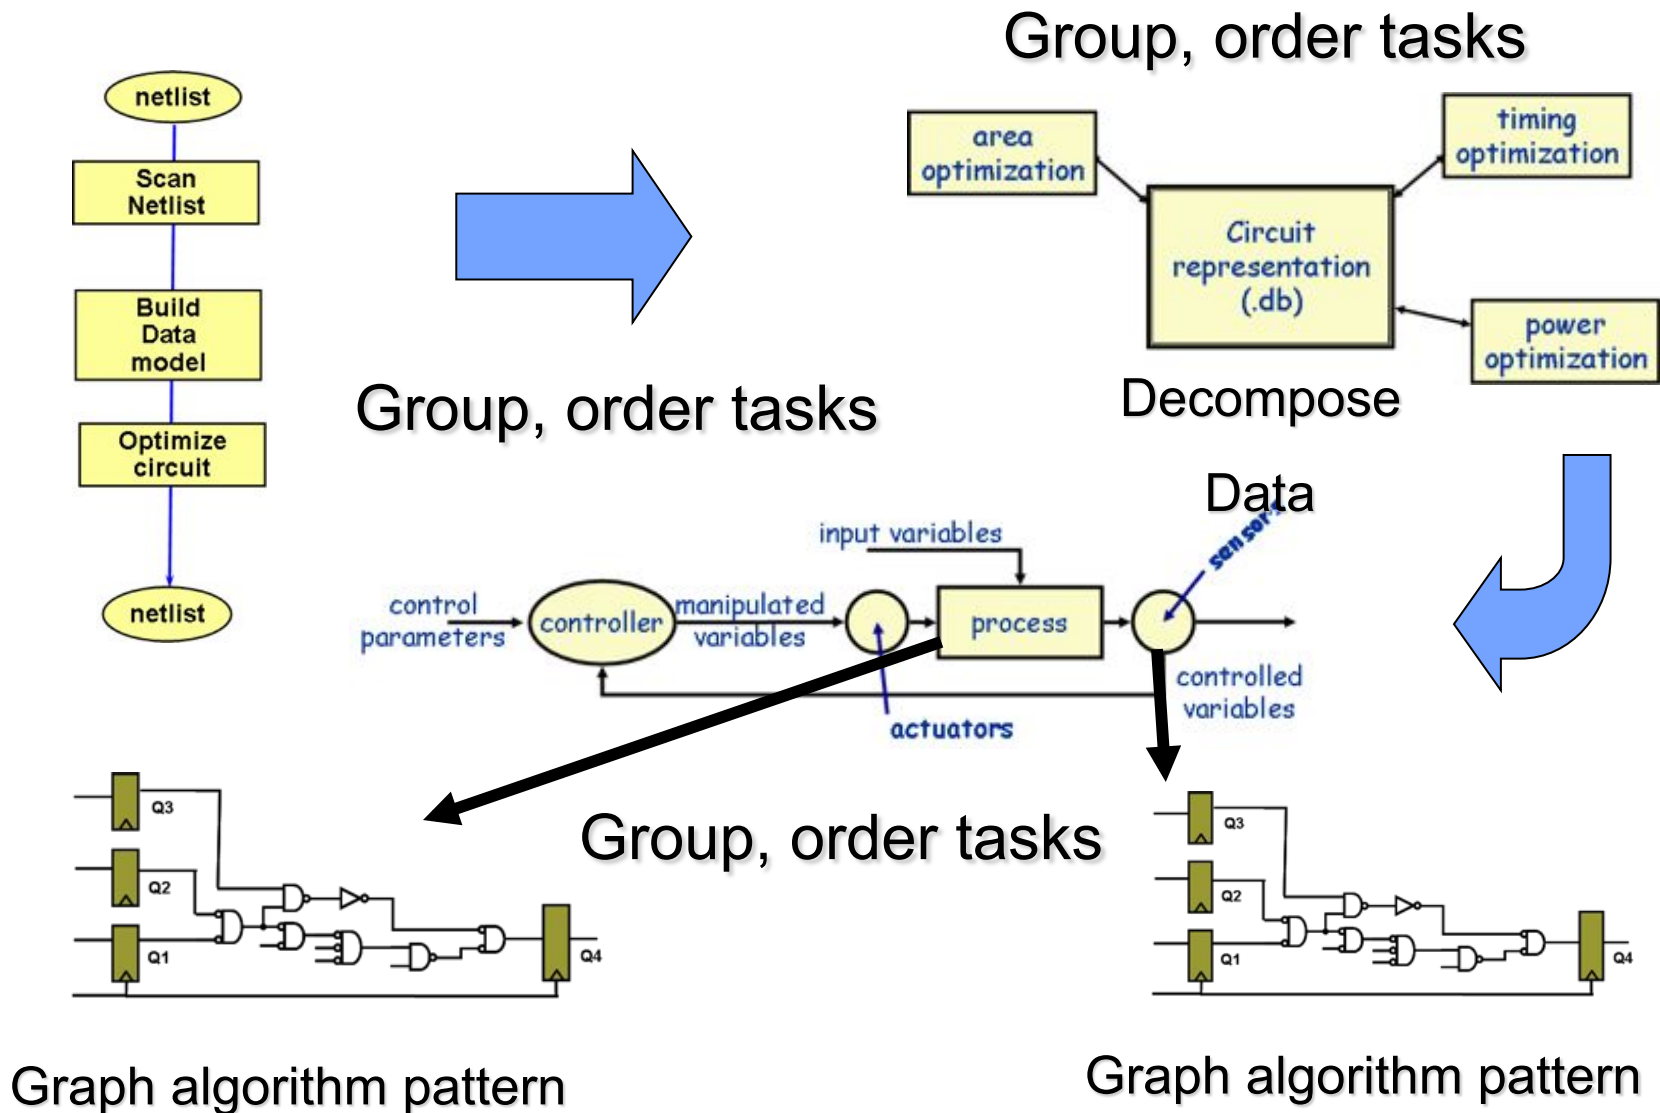 Group, order tasks
netlist
Scan
Netlist
Build
Data
model
Optimize
circuit
netlist
area
optimization
timing
optimization
Circuit
representation
(.db)
power
optimization
Group, order tasks
Decompose
Data
sensors
input variables
control
parameters
controller
manipulated
variables
process
controlled
variables
actuators
Group, order tasks
Q3
Q2
Q1
Q4
Q3
Q2
Q1
Q4
Graph algorithm pattern
Graph algorithm pattern